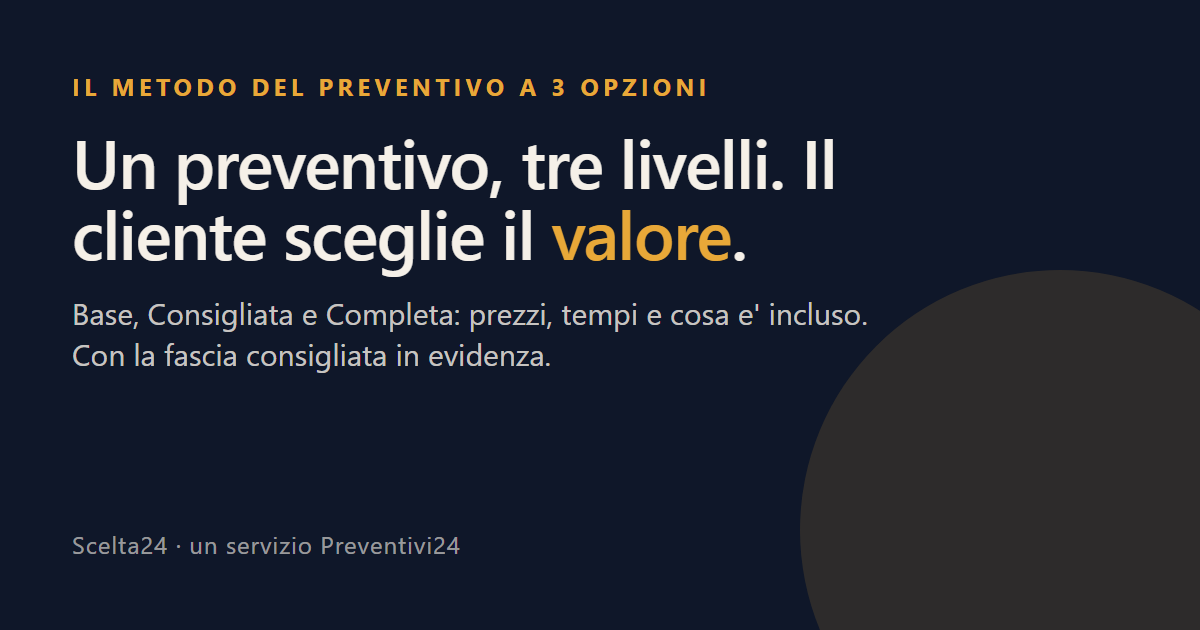 IL METODO DEL PREVENTIVO A 3 OPZIONI
Un preventivo, tre livelli. Il
cliente sceglie il valore.
Base, Consigliata e Completa: prezzi, tempi e cosa e' incluso.
Con la fascia consigliata in evidenza.
Scelta24 · un servizio Preventivi24